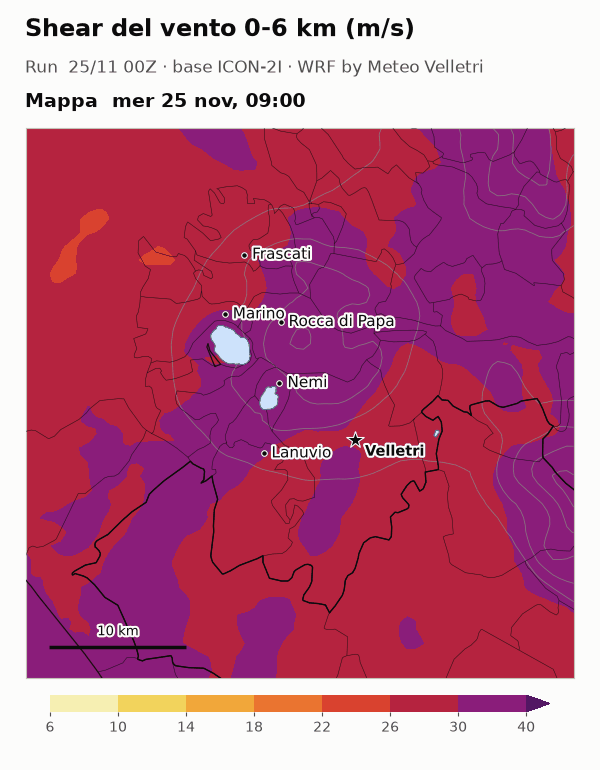 Shear del vento 0-6 km (m/s)
Run  25/11 00Z · base ICON-2I · WRF by Meteo Velletri
Mappa  mer 25 nov, 09:00
Frascati
Marino
Rocca di Papa
Nemi
Velletri
Lanuvio
10 km
6 10 14 18 22 26 30 40